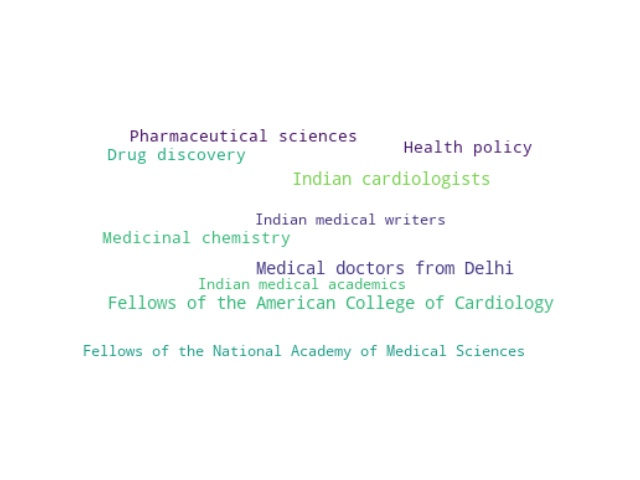 Pharmaceutical sciences
Health policy
Drug discovery
Indian cardiologists
Indian medical writers
Medicinal chemistry
Medical doctors from Delhi
Indian medical academics
Fellows of the American College of Cardiology
Fellows of the National Academy of Medical Sciences